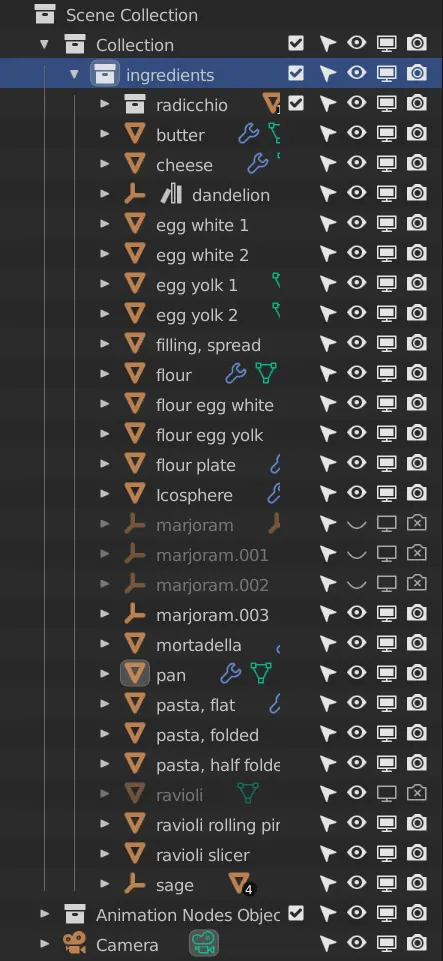 Scene Collection
Collection
ingredients
radicchio
butter
cheese
dandelion
egg white 1
egg white 2
egg yolk 1
egg yolk 2
filling, spread
flour
flour egg white
flour egg yolk
flour plate
Icosphere
marjoram
marjoram.001
marjoram.002
marjoram.003
mortadella
pan
pasta, flat
pasta, folded
pasta, half folde
ravioli
ravioli rolling pin
ravioli slicer
sage 4
Animation Nodes Objec
Camera